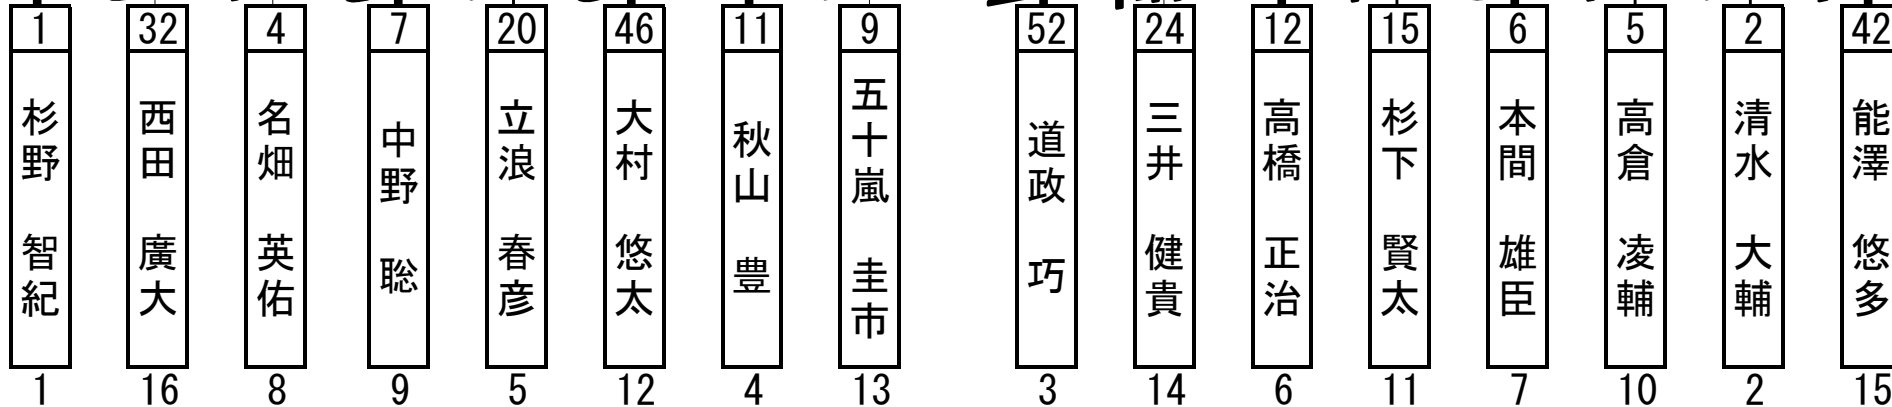 1 32 4 7 20 46 11 9 52 24 12 15 6 5 2 42
杉野 智紀
西田 廣大
名畑 英佑
中野 聡
立浪 春彦
大村 悠太
秋山 豊
五十嵐 圭市
道政 巧
三井 健貴
高橋 正治
杉下 賢太
本間 雄臣
高倉 凌輔
清水 大輔
能澤 悠多
1 16 8 9 5 12 4 13 3 14 6 11 7 10 2 15